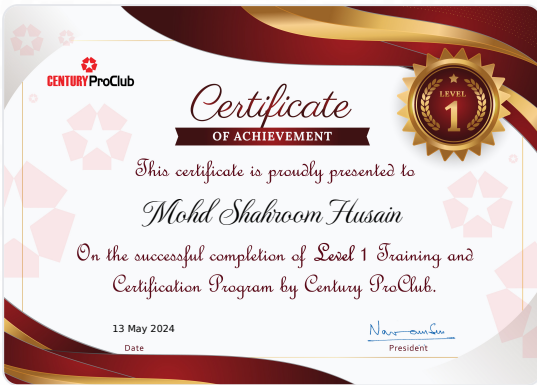 CENTURY ProClub
Certificate
OF ACHIEVEMENT
LEVEL
1
This certificate is proudly presented to
Mohd Shahroom Husain
On the successful completion of Level 1 Training and
Certification Program by Century ProClub.
13 May 2024
Date
President